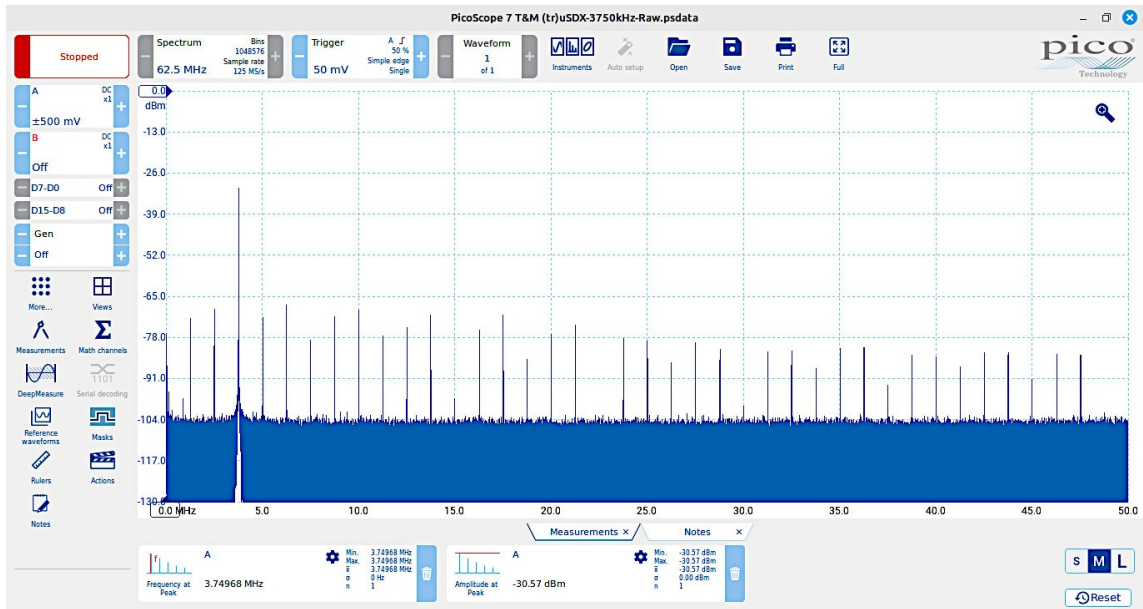 PicoScope 7 T&M (tr)uSDX-3750kHz-Raw.psdata
Stopped
Spectrum
62.5 MHz
Bins
1048576
Sample rate
125 MS/s
Trigger
50 mV
A
50 %
Simple edge
Single
Waveform
1
of 1
Instruments
Auto setup
Open
Save
Print
Full
pico
Technology
A
DC
x1
±500 mV
B
DC
x1
Off
D7-D0 Off
D15-D8 Off
Gen
Off
More...
Views
Measurements
Math channels
DeepMeasure
1101
Serial decoding
Reference
waveforms
Masks
Rulers
Actions
Notes
0.0
dBm
-13.0
-26.0
-39.0
-52.0
-65.0
-78.0
-91.0
-104.0
-117.0
-130.0
0.0 MHz 5.0 10.0 15.0 20.0 25.0 30.0 35.0 40.0 45.0 50.0
Measurements ×
Notes ×
f
A
Frequency at
Peak
3.74968 MHz
Min. 3.74968 MHz
Max. 3.74968 MHz
x̄ 3.74968 MHz
σ 0 Hz
n 1
A
Amplitude at
Peak
-30.57 dBm
Min. -30.57 dBm
Max. -30.57 dBm
x̄ -30.57 dBm
σ 0.00 dBm
n 1
S M L
Reset